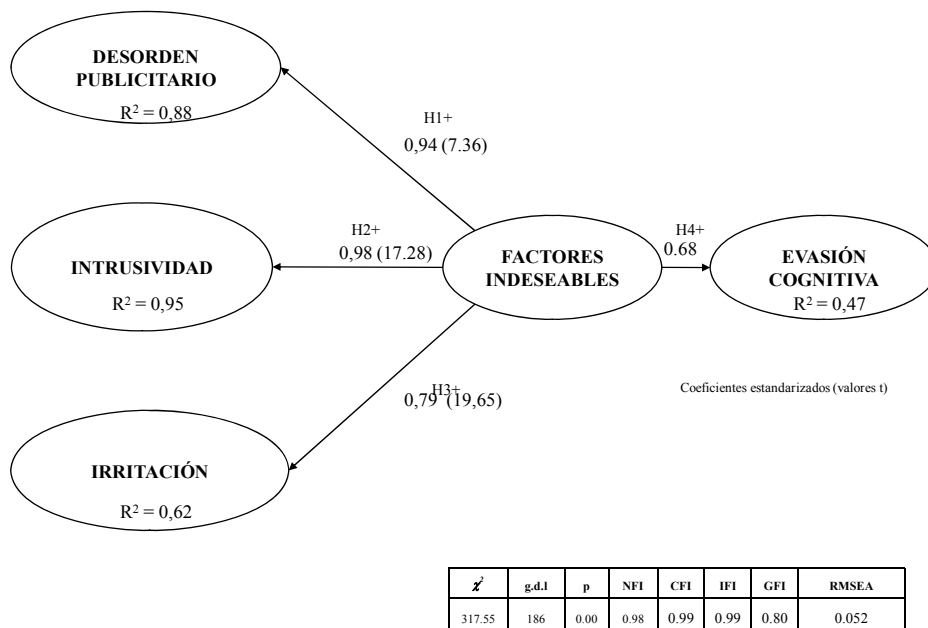 DESORDEN
PUBLICITARIO
R² = 0,88
H1+
0,94 (7.36)
INTRUSIVIDAD
R² = 0,95
H2+
0,98 (17.28)
FACTORES
INDESEABLES
H4+
0.68
EVASIÓN
COGNITIVA
R² = 0,47
H3+
0,79 (19,65)
Coeficientes estandarizados (valores t)
IRRITACIÓN
R² = 0,62
χ² g.d.l p NFI CFI IFI GFI RMSEA
317.55 186 0.00 0.98 0.99 0.99 0.80 0.052